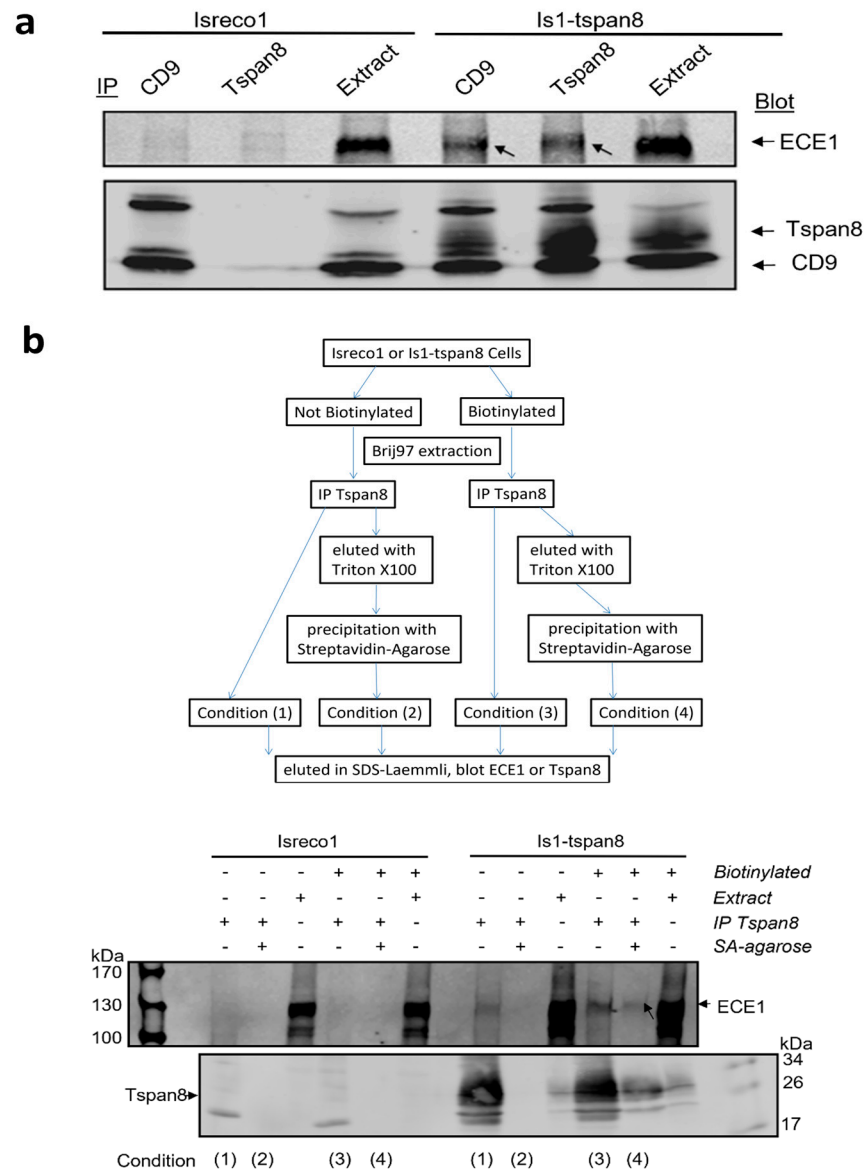 a
Isreco1 Is1-tspan8
IP CD9 Tspan8 Extract CD9 Tspan8 Extract Blot
ECE1
Tspan8
CD9
b
Isreco1 or Is1-tspan8 Cells
Not Biotinylated Biotinylated
Brij97 extraction
IP Tspan8 IP Tspan8
eluted with Triton X100 eluted with Triton X100
precipitation with Streptavidin-Agarose precipitation with Streptavidin-Agarose
Condition (1) Condition (2) Condition (3) Condition (4)
eluted in SDS-Laemmli, blot ECE1 or Tspan8
Isreco1 Is1-tspan8
- - - + + + - - - + + + Biotinylated
- - + - - + - - + - - + Extract
+ + - + + - + + - + + - IP Tspan8
- + - - + - - + - - + - SA-agarose
kDa
170
130 ECE1
100
kDa
34
Tspan8 26
17
Condition (1) (2) (3) (4) (1) (2) (3) (4)